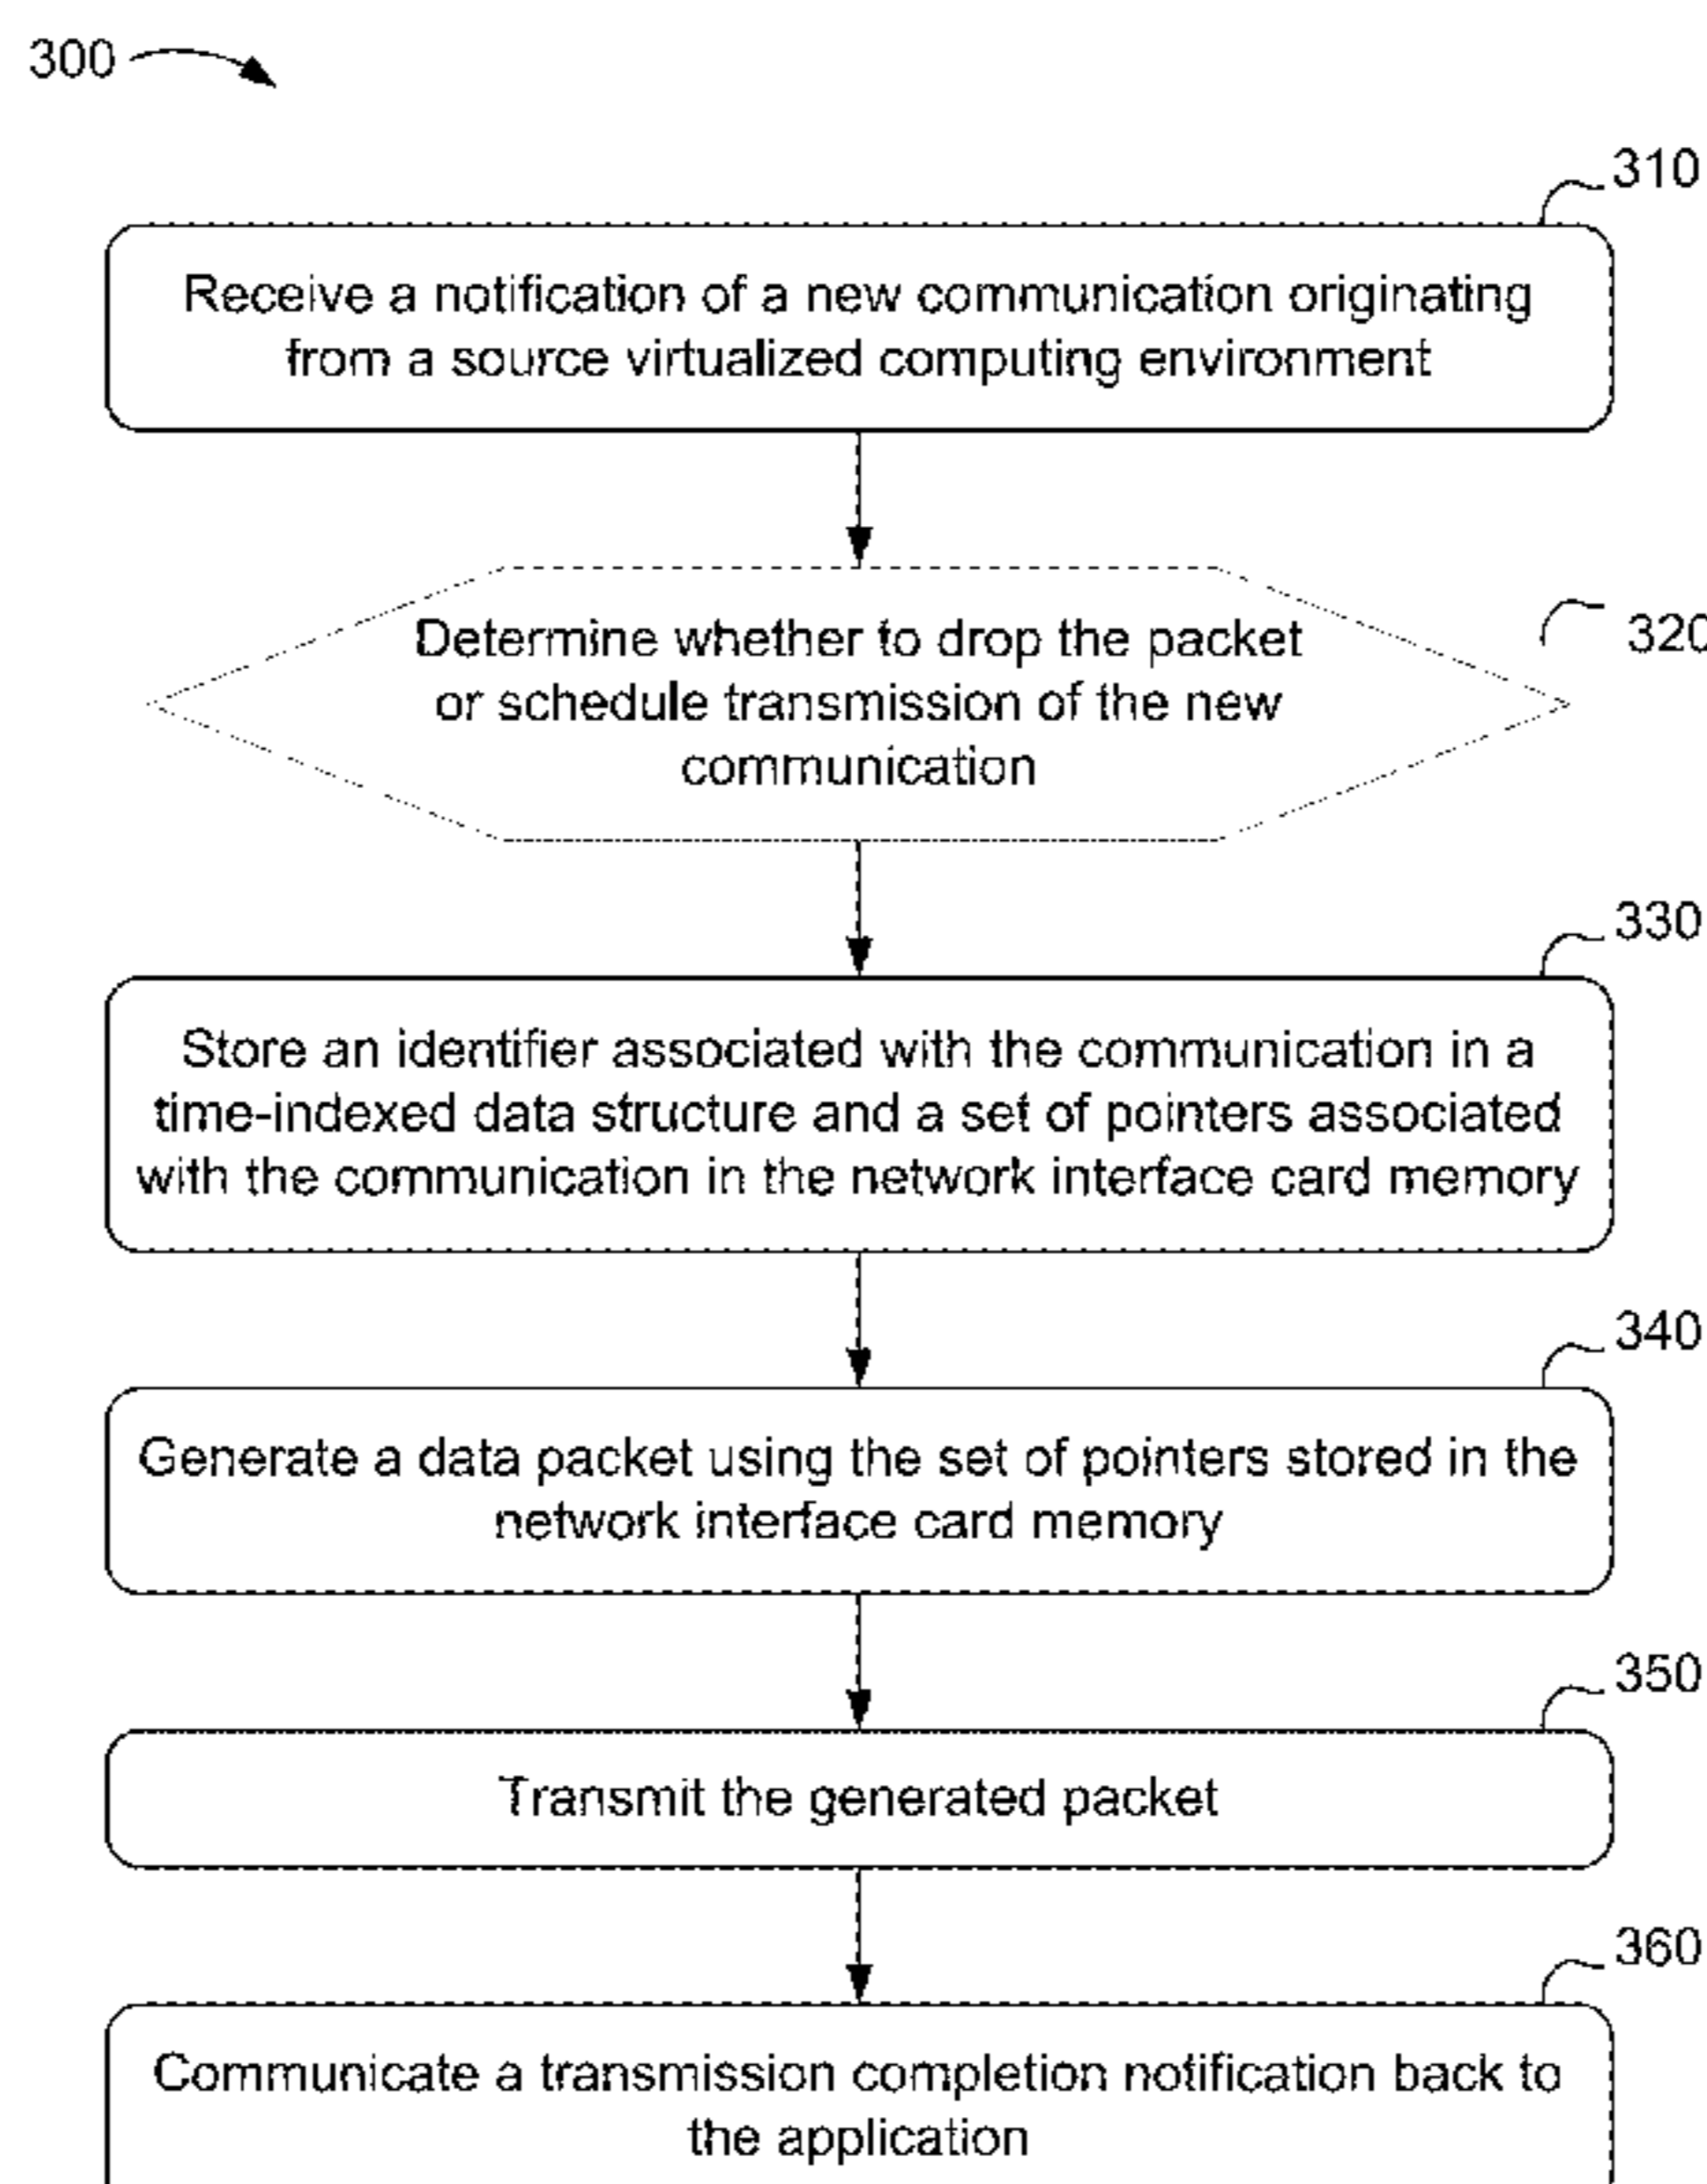 300
310
Receive a notification of a new communication originating
from a source virtualized computing environment
320
Determine whether to drop the packet
or schedule transmission of the new
communication
330
Store an identifier associated with the communication in a
time-indexed data structure and a set of pointers associated
with the communication in the network interface card memory
340
Generate a data packet using the set of pointers stored in the
network interface card memory
350
Transmit the generated packet
360
Communicate a transmission completion notification back to
the application